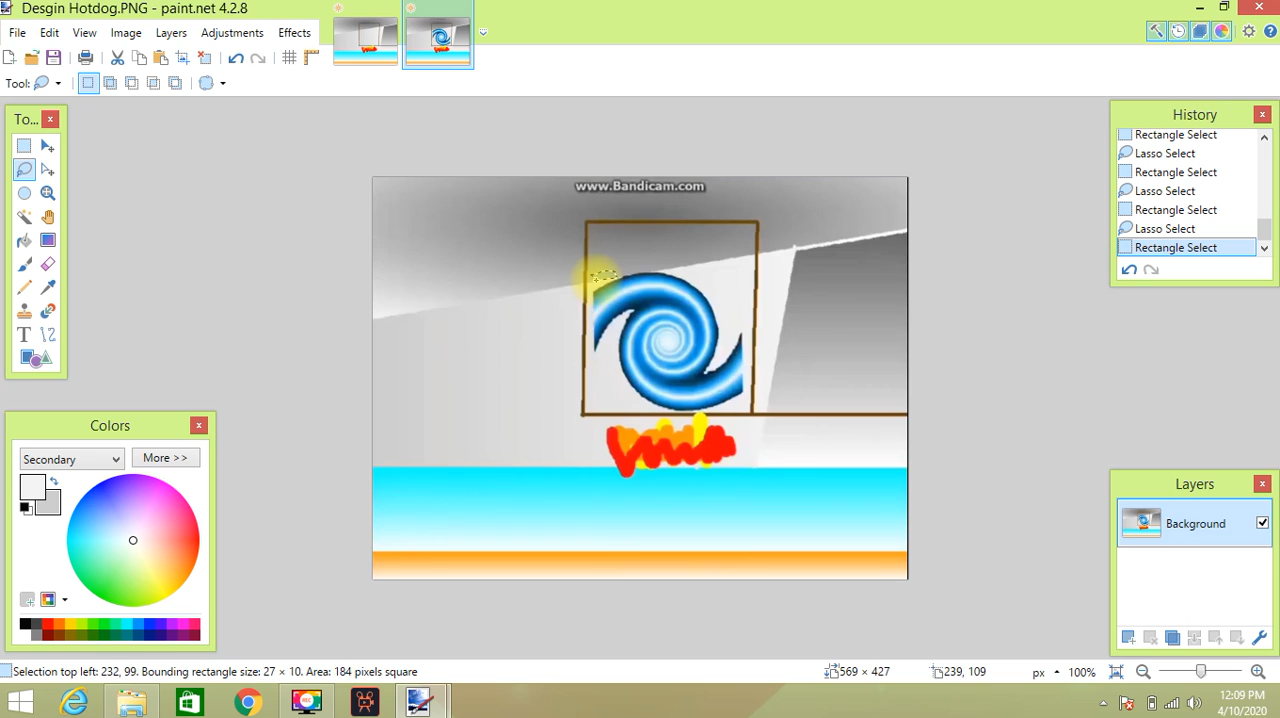 Desgin Hotdog.PNG - paint.net 4.2.8
File Edit View Image Layers Adjustments Effects
Tool:
To...
History
Rectangle Select
Lasso Select
Rectangle Select
Lasso Select
Rectangle Select
Lasso Select
Rectangle Select
www.Bandicam.com
Colors
Secondary More >>
Layers
Background
Selection top left: 232, 99. Bounding rectangle size: 27 × 10. Area: 184 pixels square 569 × 427 239, 109 px 100%
12:09 PM
4/10/2020